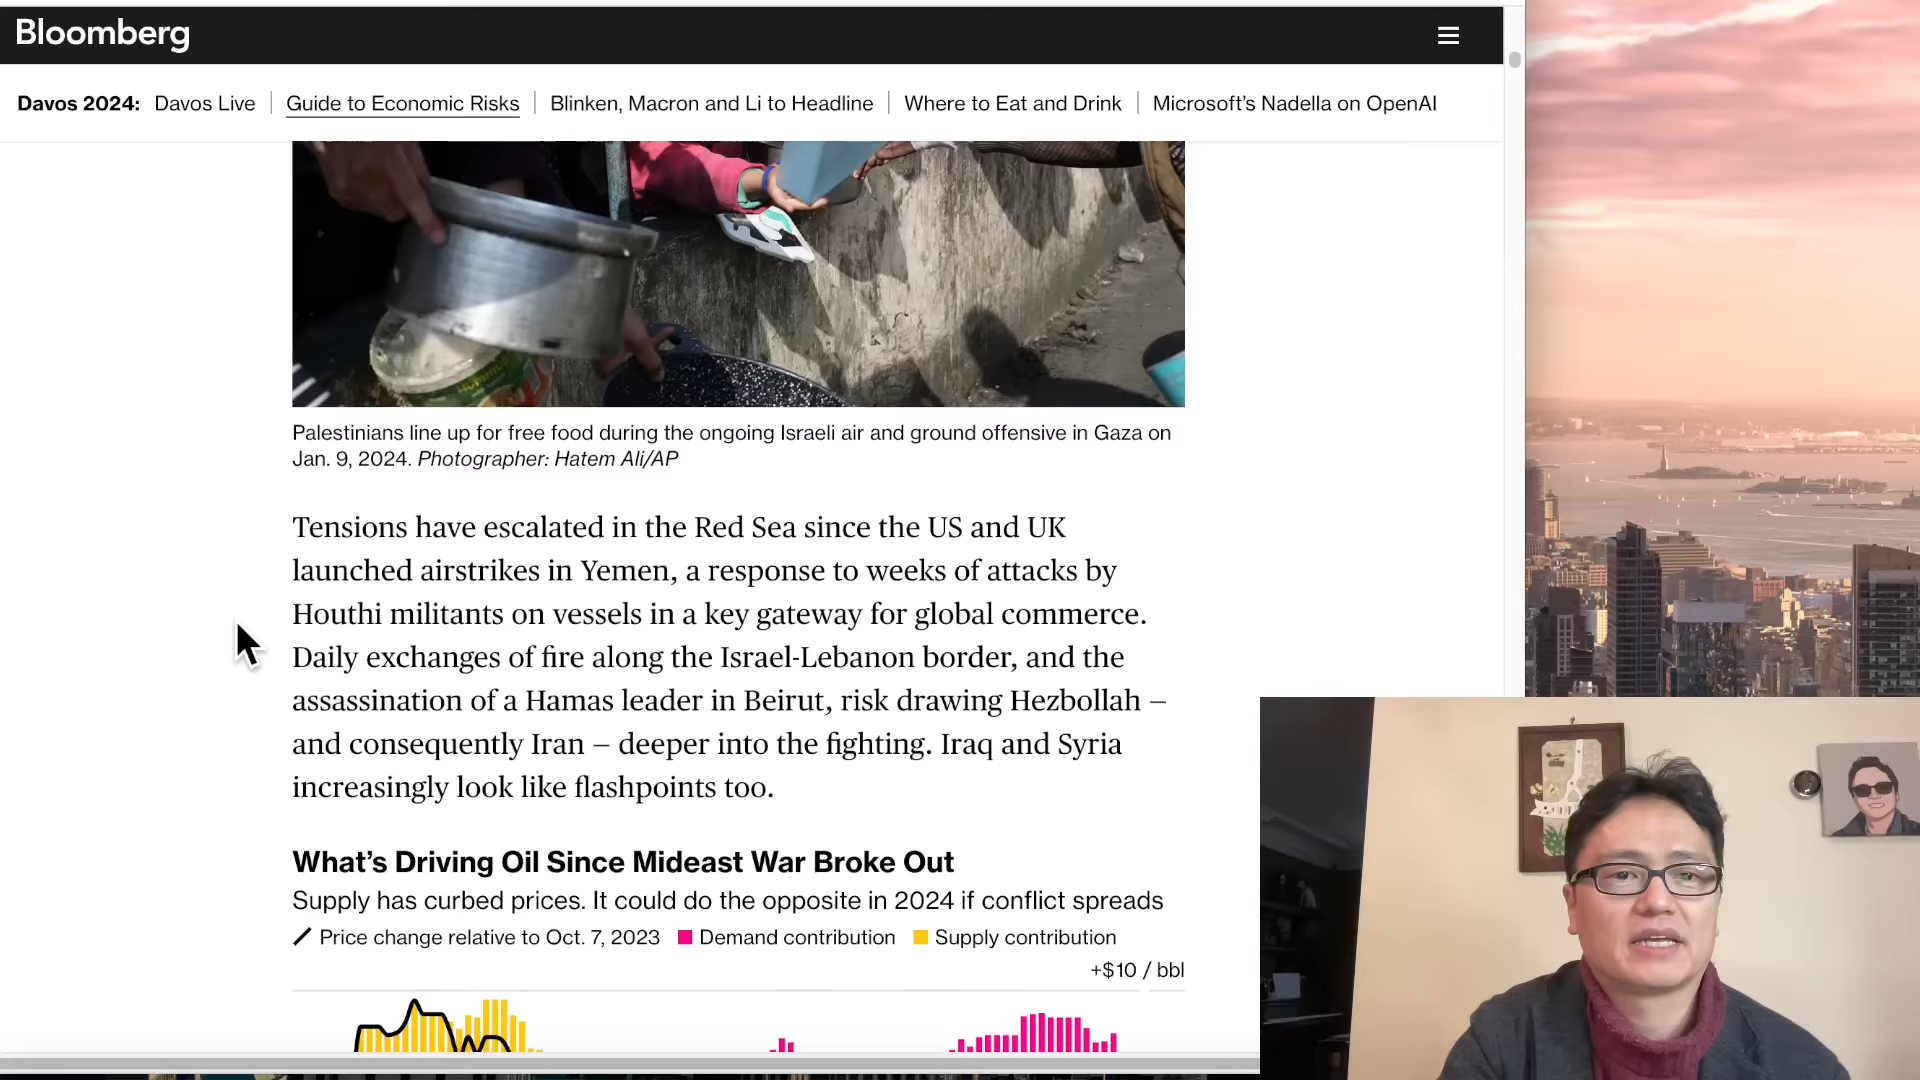 Bloomberg
Davos 2024: Davos Live Guide to Economic Risks Blinken, Macron and Li to Headline Where to Eat and Drink Microsoft's Nadella on OpenAI
Palestinians line up for free food during the ongoing Israeli air and ground offensive in Gaza on
Jan. 9, 2024. Photographer: Hatem Ali/AP
Tensions have escalated in the Red Sea since the US and UK
launched airstrikes in Yemen, a response to weeks of attacks by
Houthi militants on vessels in a key gateway for global commerce.
Daily exchanges of fire along the Israel-Lebanon border, and the
assassination of a Hamas leader in Beirut, risk drawing Hezbollah —
and consequently Iran — deeper into the fighting. Iraq and Syria
increasingly look like flashpoints too.
What's Driving Oil Since Mideast War Broke Out
Supply has curbed prices. It could do the opposite in 2024 if conflict spreads
Price change relative to Oct. 7, 2023 Demand contribution Supply contribution
+$10 / bbl